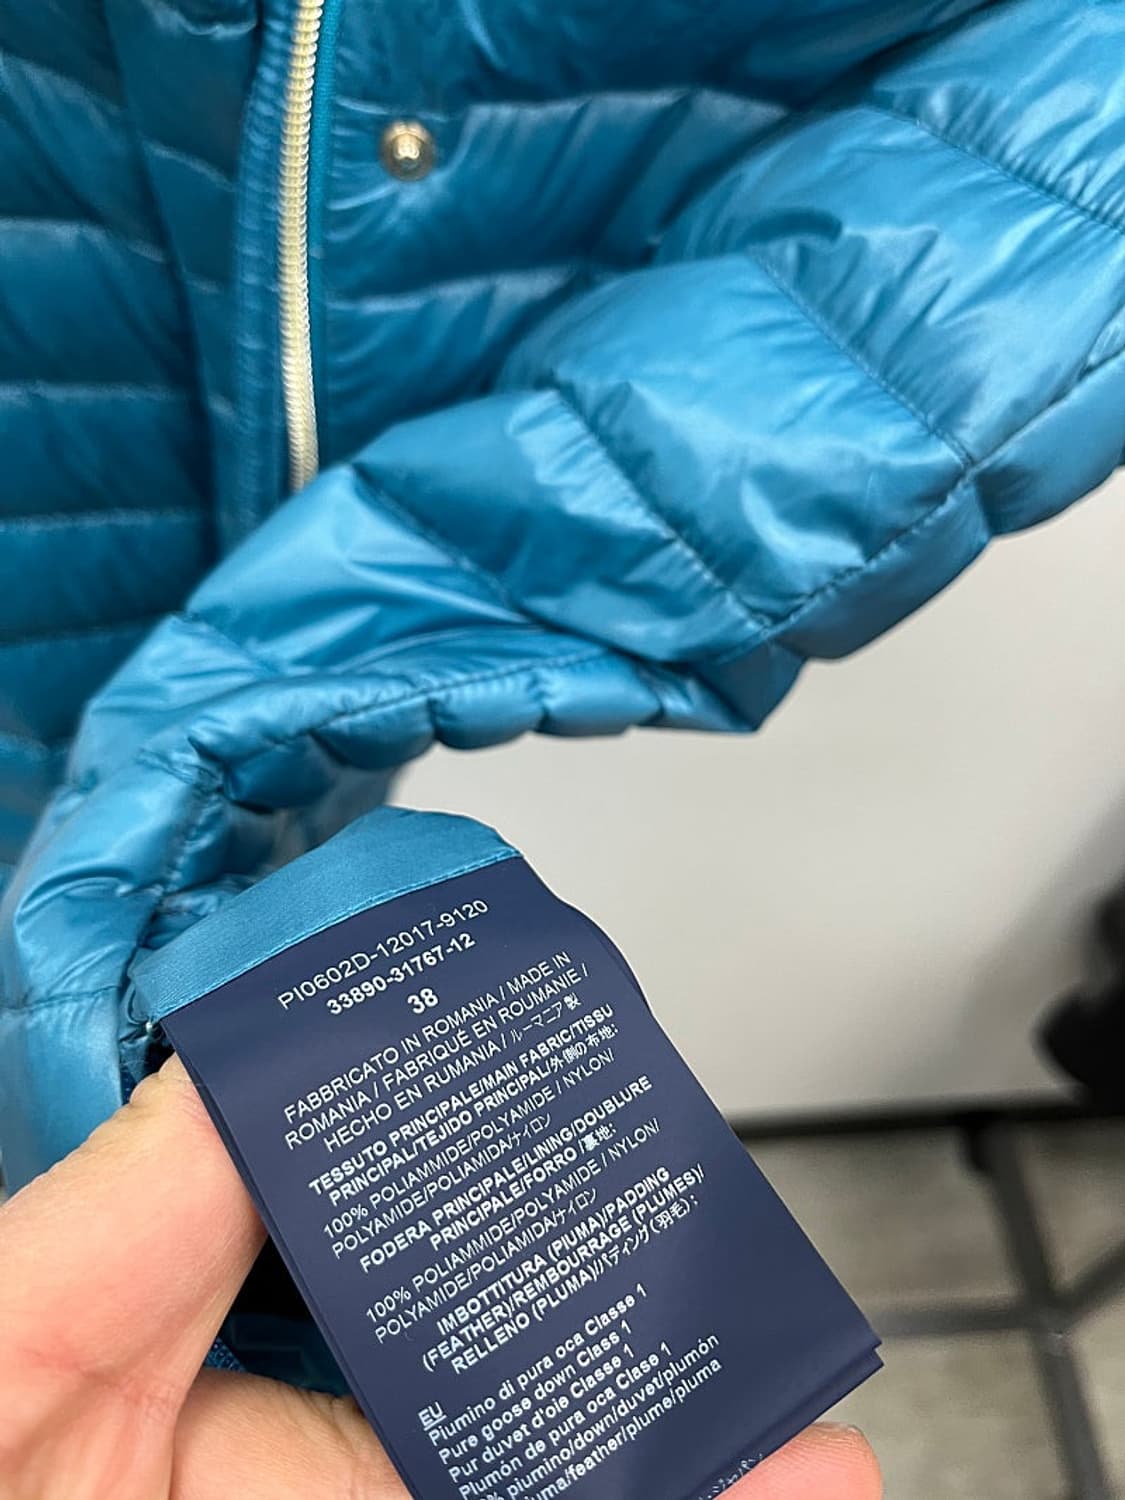 PI0602D-12017-9120
33890-31767-12
38
FABBRICATO IN ROMANIA / MADE IN
ROMANIA / FABRIQUÉ EN ROUMANIE /
HECHO EN RUMANIA / ルーマニア製
TESSUTO PRINCIPALE/MAIN FABRIC/TISSU
PRINCIPAL/TEJIDO PRINCIPAL/外側の布地:
100% POLIAMMIDE/POLYAMIDE / NYLON/
POLYAMIDE/POLIAMIDA/ナイロン
FODERA PRINCIPALE/LINING/DOUBLURE
PRINCIPALE/FORRO /裏地:
100% POLIAMMIDE/POLYAMIDE / NYLON/
POLYAMIDE/POLIAMIDA/ナイロン
IMBOTTITURA (PIUMA)/PADDING
(FEATHER)/REMBOURRAGE (PLUMES)/
RELLENO (PLUMA)/パディング(羽毛):
EU
Piumino di pura oca Classe 1
Pure goose down Class 1
Pur duvet d'oie Classe 1
Plumón de pura oca Clase 1
% piumino/down/duvet/plumón
uma/feather/plume/pluma